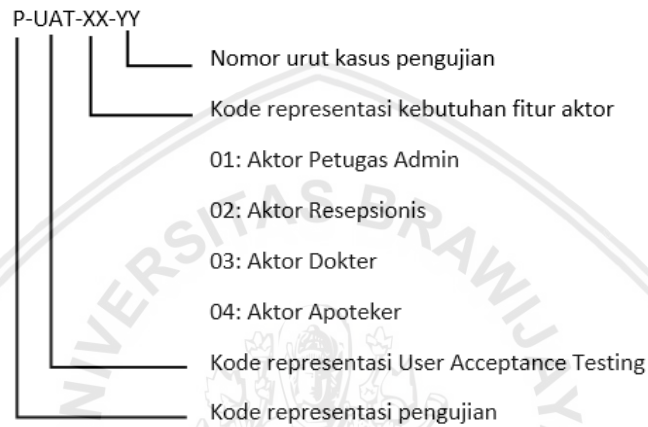 P-UAT-XX-YY
Nomor urut kasus pengujian
Kode representasi kebutuhan fitur aktor
01: Aktor Petugas Admin
02: Aktor Resepsionis
03: Aktor Dokter
04: Aktor Apoteker
Kode representasi User Acceptance Testing
Kode representasi pengujian